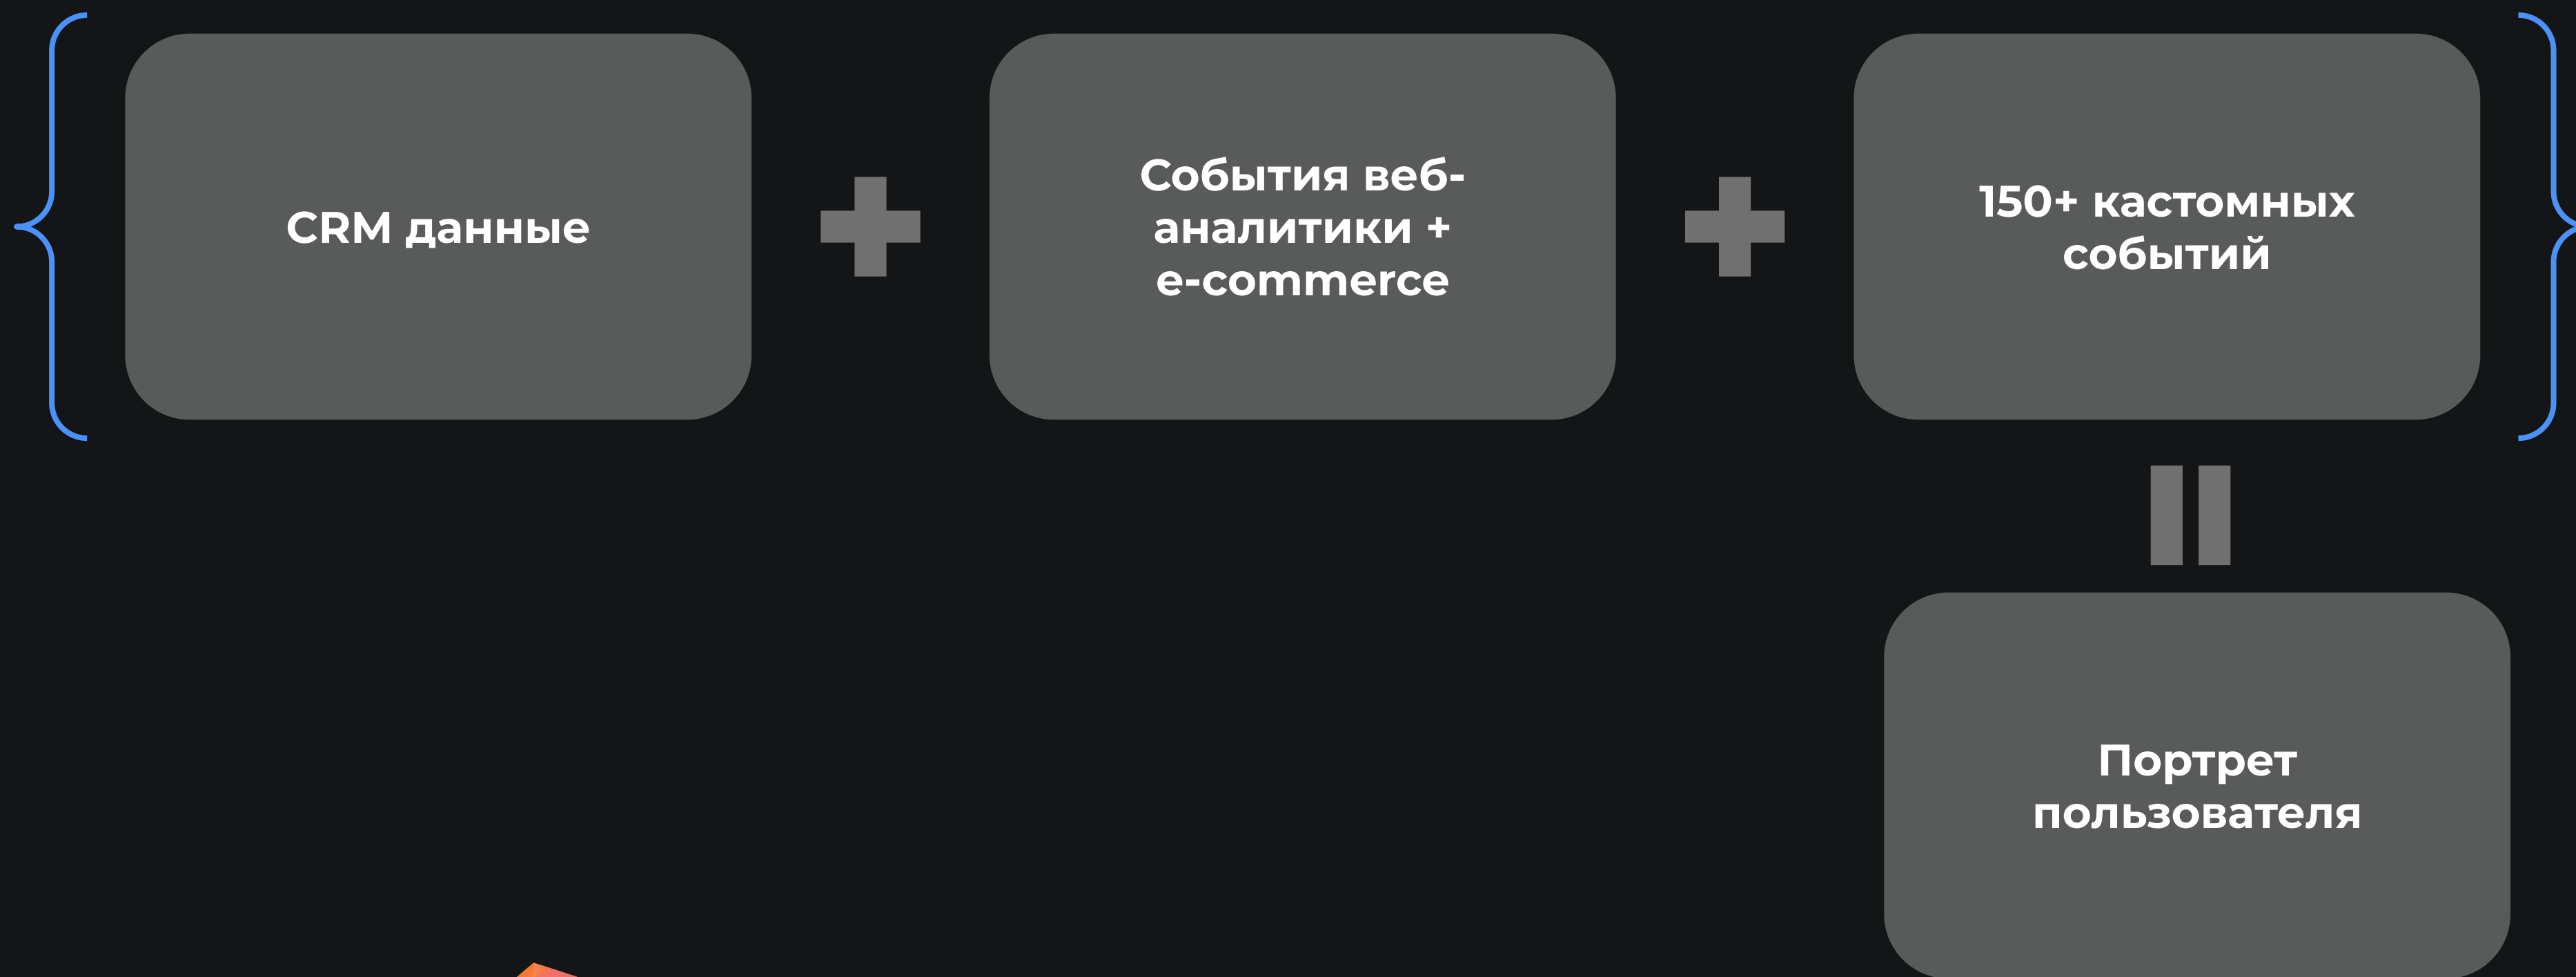 CRM данные
События веб-
аналитики +
e-commerce
150+ кастомных
событий
Портрет
пользователя